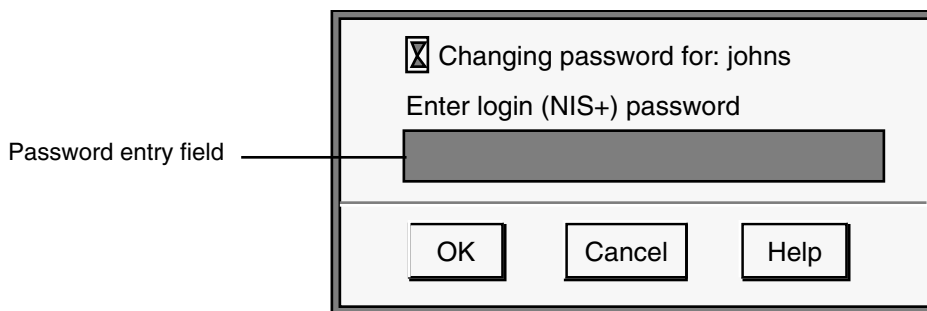 Changing password for: johns
Enter login (NIS+) password
Password entry field
OK
Cancel
Help